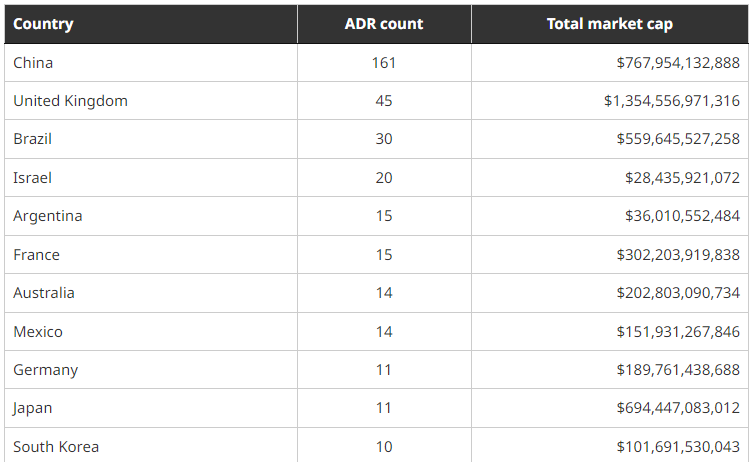 Country ADR count Total market cap
China 161 $767,954,132,888
United Kingdom 45 $1,354,556,971,316
Brazil 30 $559,645,527,258
Israel 20 $28,435,921,072
Argentina 15 $36,010,552,484
France 15 $302,203,919,838
Australia 14 $202,803,090,734
Mexico 14 $151,931,267,846
Germany 11 $189,761,438,688
Japan 11 $694,447,083,012
South Korea 10 $101,691,530,043